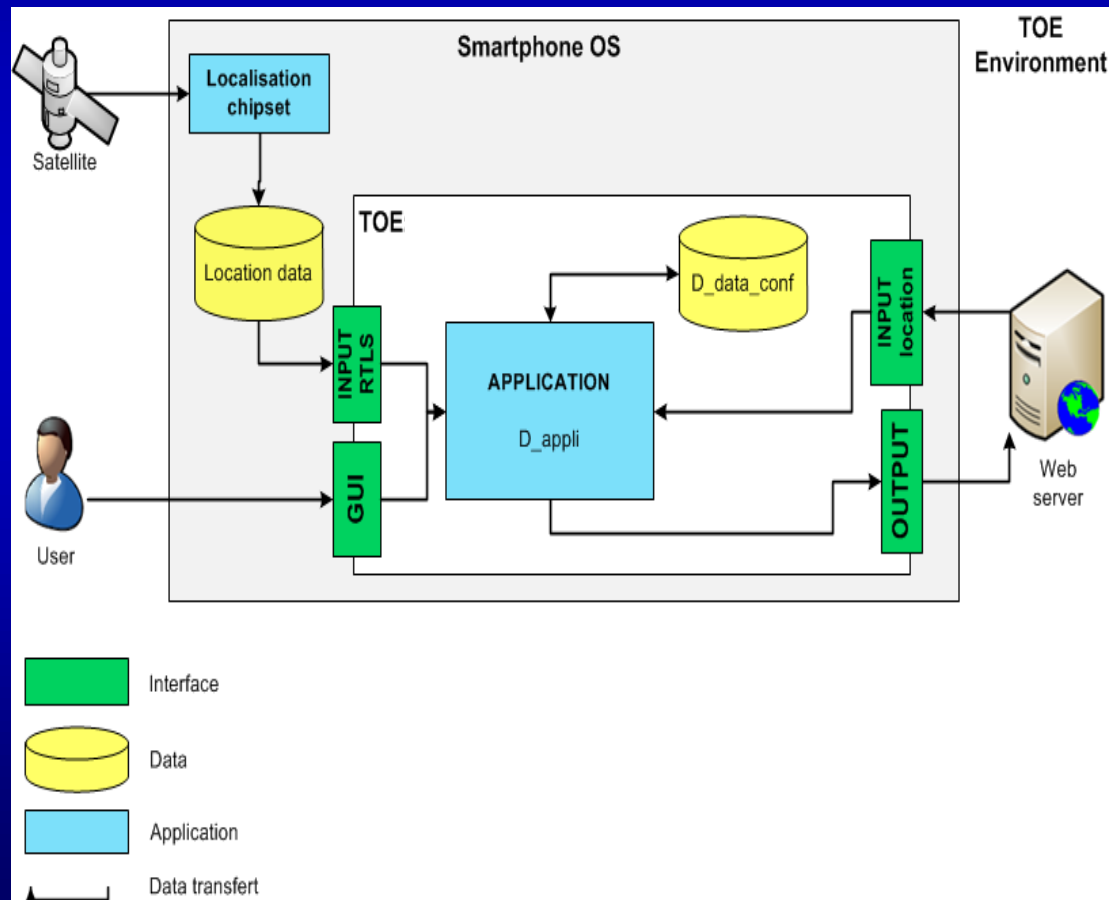 Smartphone OS
TOE
Environment
Localisation
chipset
Satellite
TOE
Location data
D_data_conf
INPUT
RTLS
INPUT
location
APPLICATION
D_appli
GUI
OUTPUT
Web
server
User
Interface
Data
Application
Data transfert